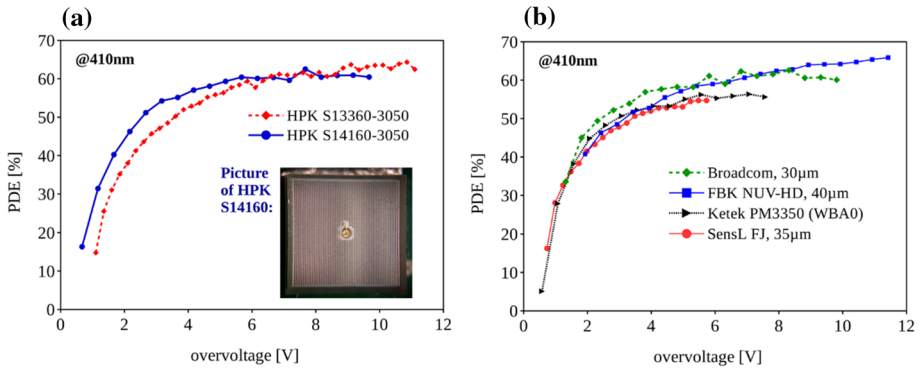 (a)
@410nm
PDE [%]
70
60
50
40
30
20
10
0
HPK S13360-3050
HPK S14160-3050
Picture
of HPK
S14160:
0 2 4 6 8 10 12
overvoltage [V]
(b)
@410nm
PDE [%]
70
60
50
40
30
20
10
0
Broadcom, 30µm
FBK NUV-HD, 40µm
Ketek PM3350 (WBA0)
SensL FJ, 35µm
0 2 4 6 8 10 12
overvoltage [V]